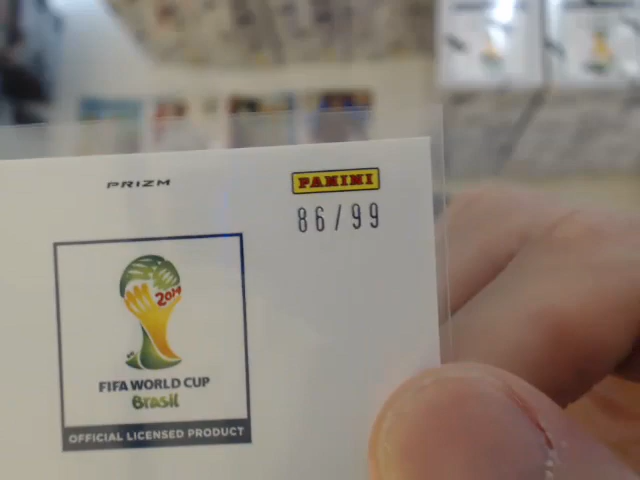 PRIZM
PANINI
86/99
2014
FIFA WORLD CUP
Brasil
OFFICIAL LICENSED PRODUCT